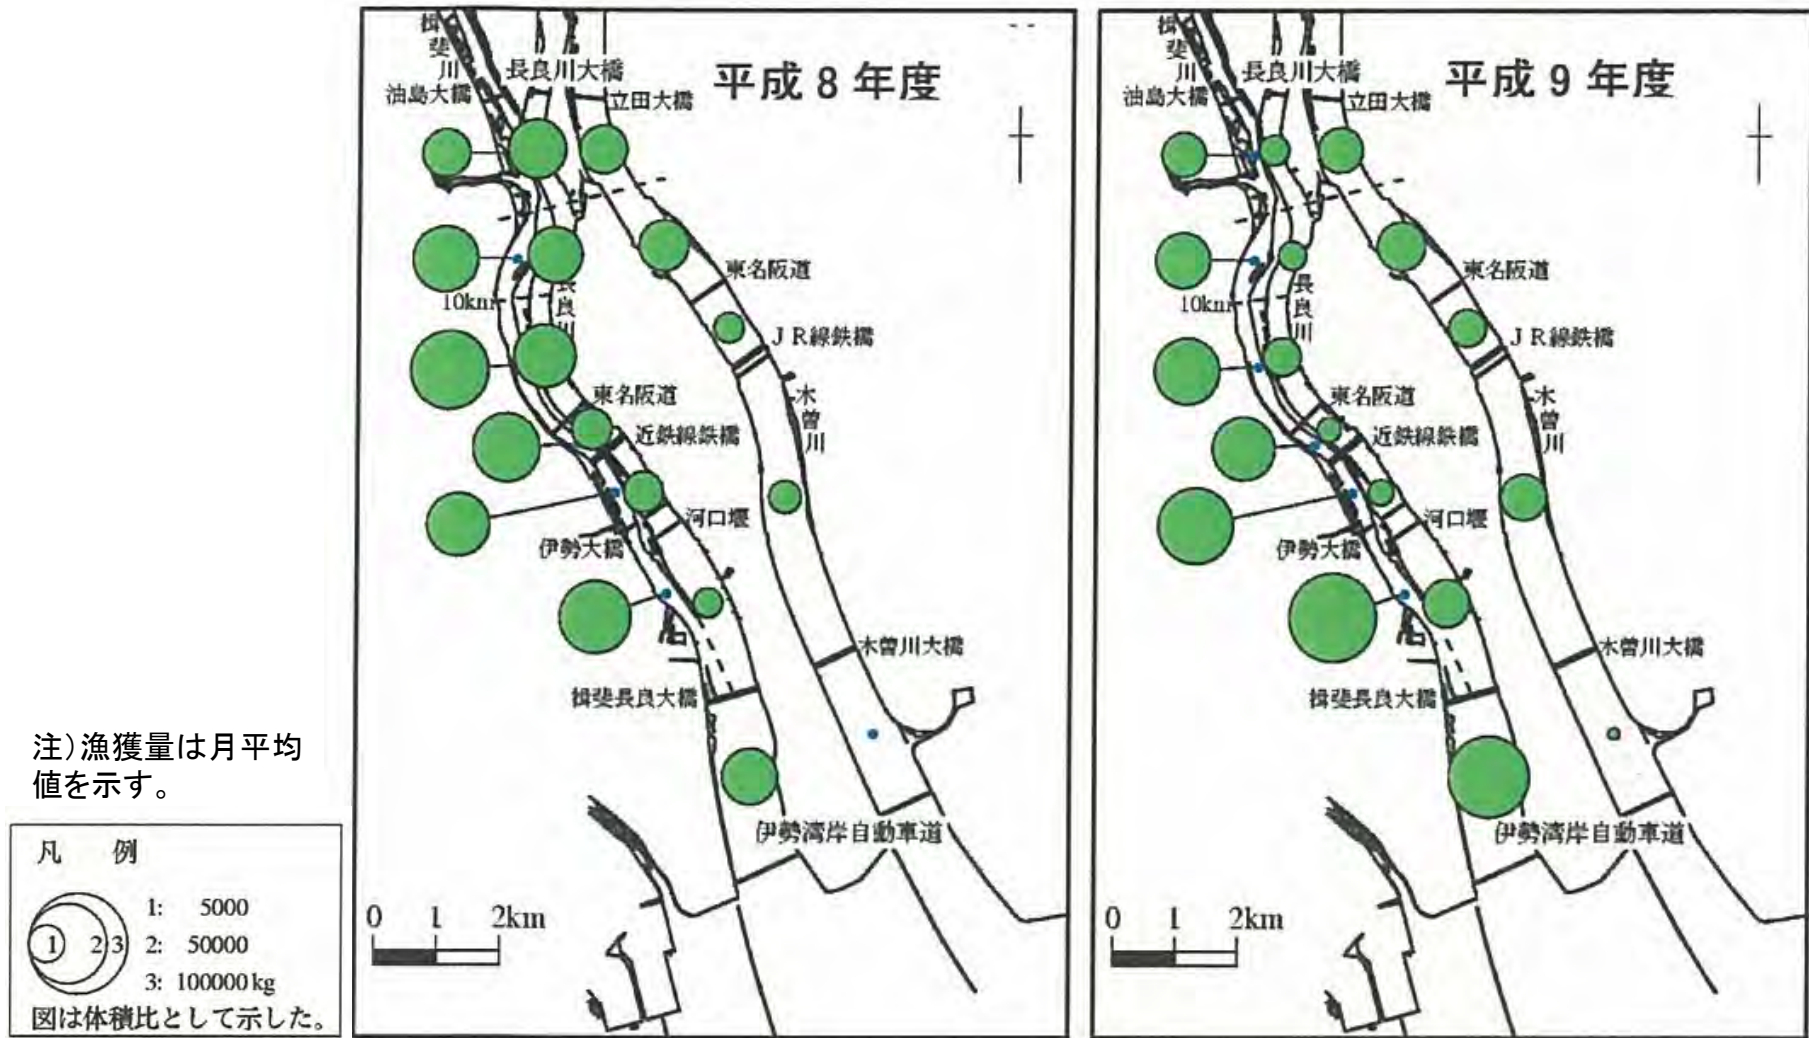 注)漁獲量は月平均
値を示す。
凡 例
1 2 3
1: 5000
2: 50000
3: 100000 kg
図は体積比として示した。
平成8年度
揖斐川
長良川大橋
油島大橋
立田大橋
東名阪道
10km
長良川
JR線鉄橋
木曽川
東名阪道
近鉄線鉄橋
河口堰
伊勢大橋
木曽川大橋
揖斐長良大橋
伊勢湾岸自動車道
0 1 2km
平成9年度
揖斐川
長良川大橋
油島大橋
立田大橋
東名阪道
10km
長良川
JR線鉄橋
木曽川
東名阪道
近鉄線鉄橋
河口堰
伊勢大橋
木曽川大橋
揖斐長良大橋
伊勢湾岸自動車道
0 1 2km